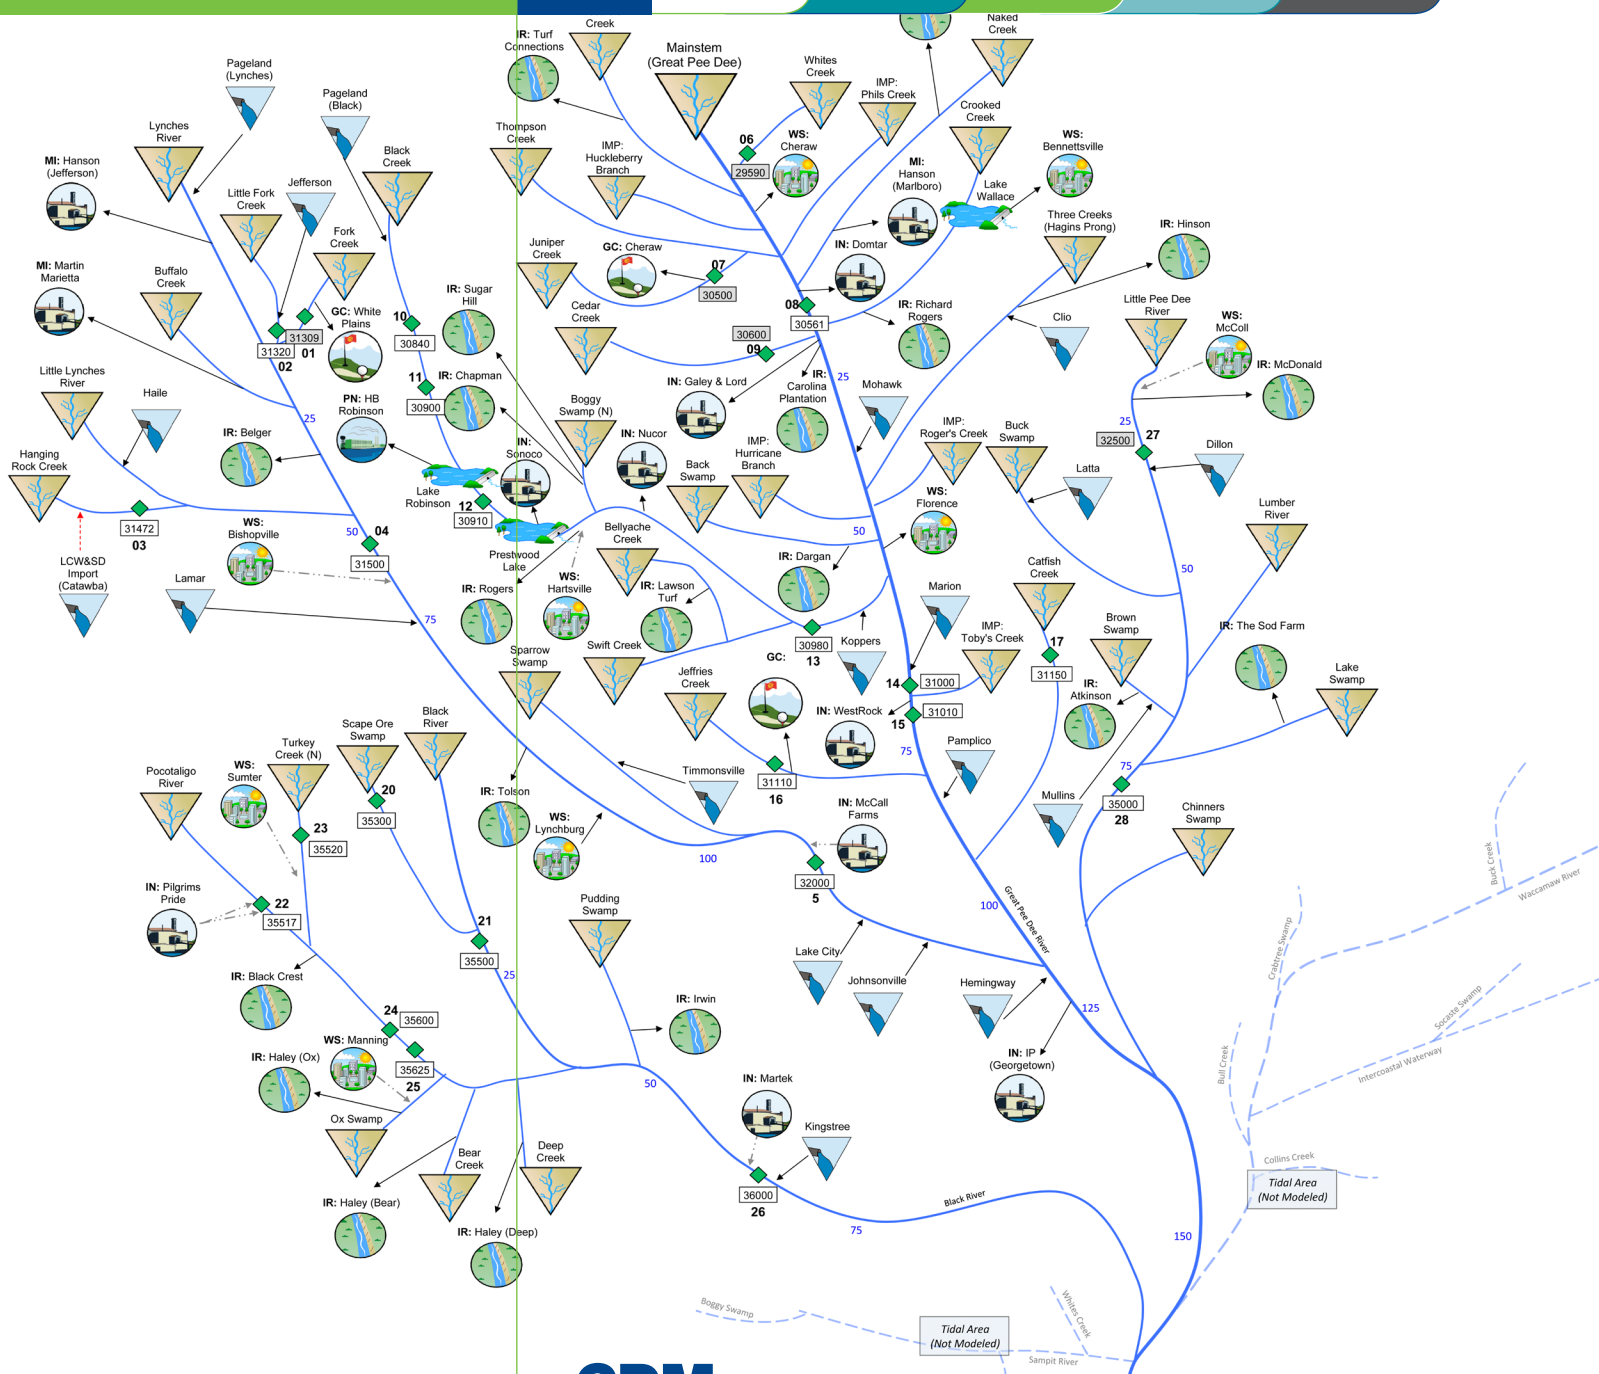 Creek
IR: Turf
Connections
Mainstem
(Great Pee Dee)
Naked
Creek
Pageland
(Lynches)
Pageland
(Black)
Whites
Creek
IMP:
Phils Creek
Crooked
Creek
Lynches
River
Black
Creek
Thompson
Creek
IMP:
Huckleberry
Branch
06
29590
WS:
Cheraw
WS:
Bennettsville
MI: Hanson
(Jefferson)
Little Fork
Creek
Jefferson
MI:
Hanson
(Marlboro)
Lake
Wallace
Three Creeks
(Hagins Prong)
IR: Hinson
Fork
Creek
Juniper
Creek
GC: Cheraw
07
30500
IN: Domtar
MI: Martin
Marietta
Buffalo
Creek
GC: White
Plains
IR: Sugar
Hill
Cedar
Creek
08
30561
IR: Richard
Rogers
Clio
Little Pee Dee
River
WS:
McColl
31309
01
31320
02
10
30840
30600
09
IR: McDonald
Little Lynches
River
Haile
11
30900
IR: Chapman
25
IN: Galey & Lord
IR:
Carolina
Plantation
Mohawk
PN: HB
Robinson
Boggy
Swamp (N)
25
IR: Belger
IN: Nucor
IMP:
Hurricane
Branch
IMP:
Roger's Creek
Buck
Swamp
25
32500
27
Dillon
Hanging
Rock Creek
IN:
Sonoco
Back
Swamp
Latta
Lake
Robinson
12
30910
WS:
Florence
Lumber
River
31472
03
WS:
Bishopville
50
04
31500
Prestwood
Lake
Bellyache
Creek
50
LCW&SD
Import
(Catawba)
Lamar
IR: Rogers
WS:
Hartsville
IR: Lawson
Turf
IR: Dargan
Catfish
Creek
50
Marion
75
30980
13
Koppers
IMP:
Toby's Creek
17
31150
Brown
Swamp
IR: The Sod Farm
Sparrow
Swamp
Swift Creek
GC:
Lake
Swamp
Jeffries
Creek
14
31000
IR:
Atkinson
Black
River
IN: WestRock
15
31010
Scape Ore
Swamp
Turkey
Creek (N)
75
Pamplico
Pocotaligo
River
WS:
Sumter
Timmonsville
31110
16
75
20
35300
IR: Tolson
IN: McCall
Farms
Mullins
35000
28
Chinners
Swamp
23
35520
WS:
Lynchburg
100
32000
5
Buck Creek
Waccamaw River
IN: Pilgrims
Pride
22
35517
21
35500
Pudding
Swamp
100
Great Pee Dee River
Crabtree Swamp
25
Lake City
Johnsonville
Hemingway
IR: Black Crest
24
35600
IR: Irwin
125
Socastee Swamp
WS: Manning
IR: Haley (Ox)
35625
25
IN: IP
(Georgetown)
Bull Creek
Intercoastal Waterway
50
IN: Martek
Ox Swamp
Kingstree
Bear
Creek
Deep
Creek
Collins Creek
Tidal Area
(Not Modeled)
36000
26
Black River
IR: Haley (Bear)
75
IR: Haley (Deep)
150
Boggy Swamp
Whites Creek
Tidal Area
(Not Modeled)
Sampit River